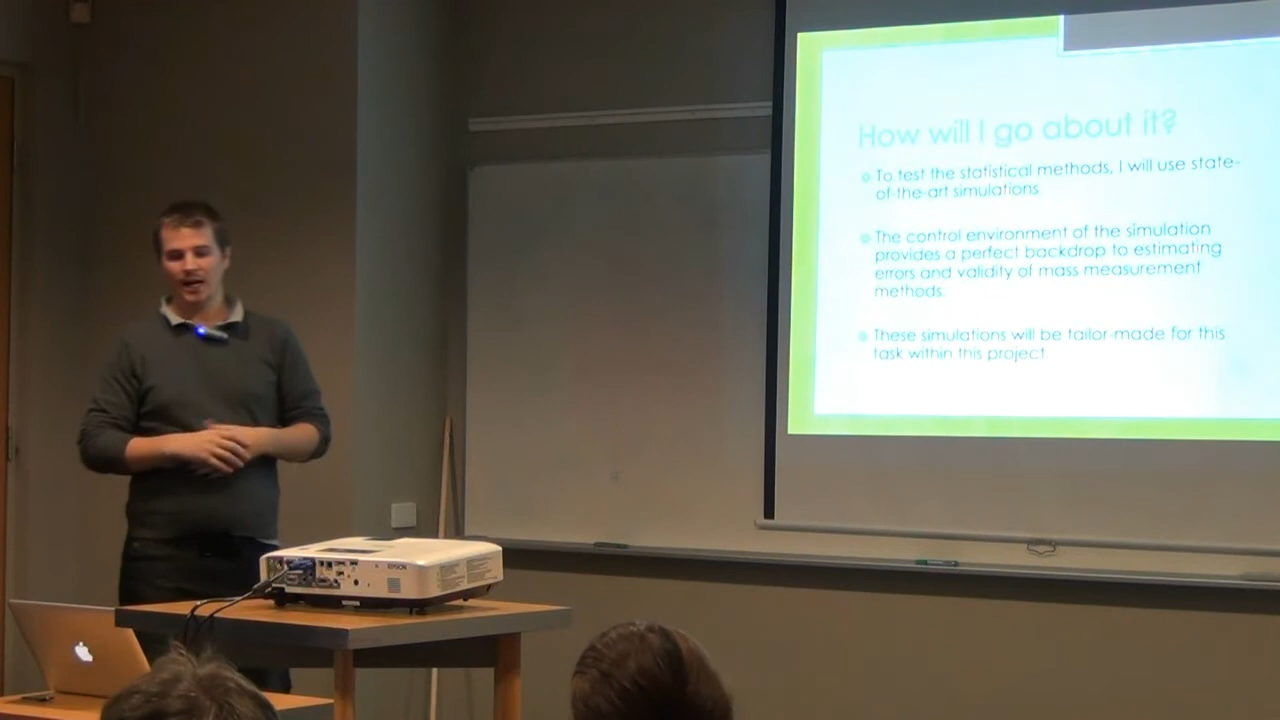 How will I go about it?
To test the statistical methods, I will use state-
of-the-art simulations
The control environment of the simulation
provides a perfect backdrop to estimating
errors and validity of mass measurement
methods.
These simulations will be tailor-made for this
task within this project
EPSON